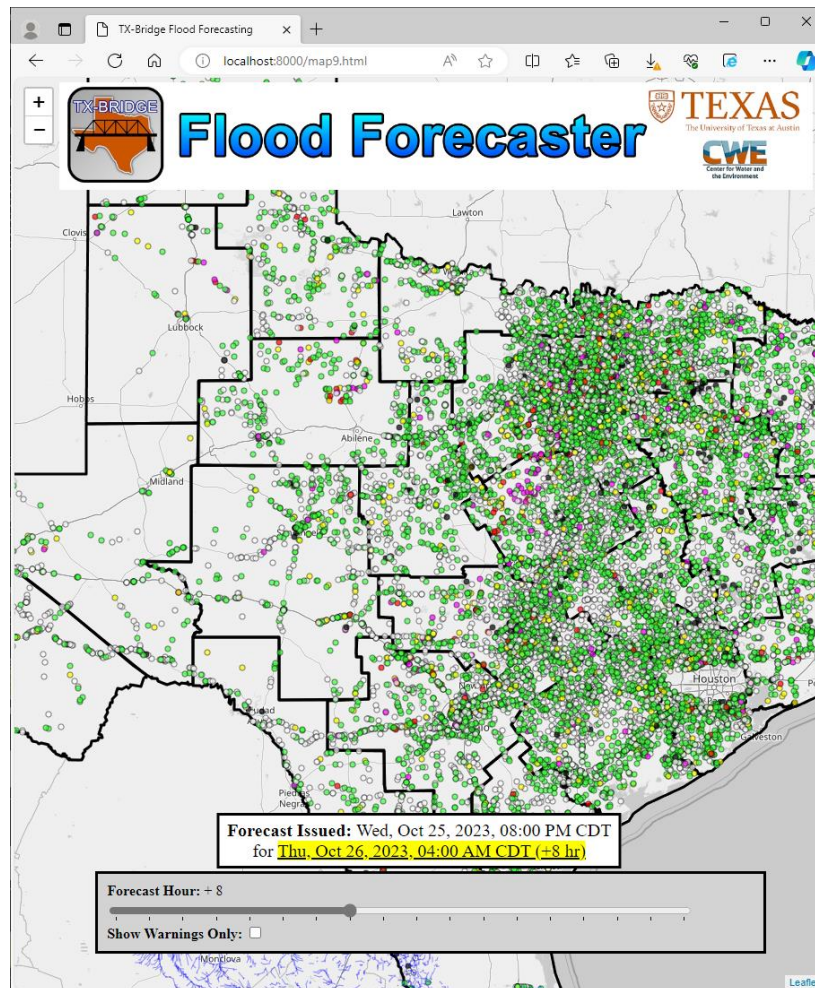 TX-Bridge Flood Forecasting
localhost:8000/map9.html
+
−
TX-BRIDGE
Flood Forecaster
TEXAS
The University of Texas at Austin
CWE
Center for Water and
the Environment
Lawton
Clovis
Lubbock
Hobbs
Abilene
Midland
Houston
Galveston
Piedras
Forecast Issued: Wed, Oct 25, 2023, 08:00 PM CDT
for Thu, Oct 26, 2023, 04:00 AM CDT (+8 hr)
Forecast Hour: + 8
Show Warnings Only:
Monclova